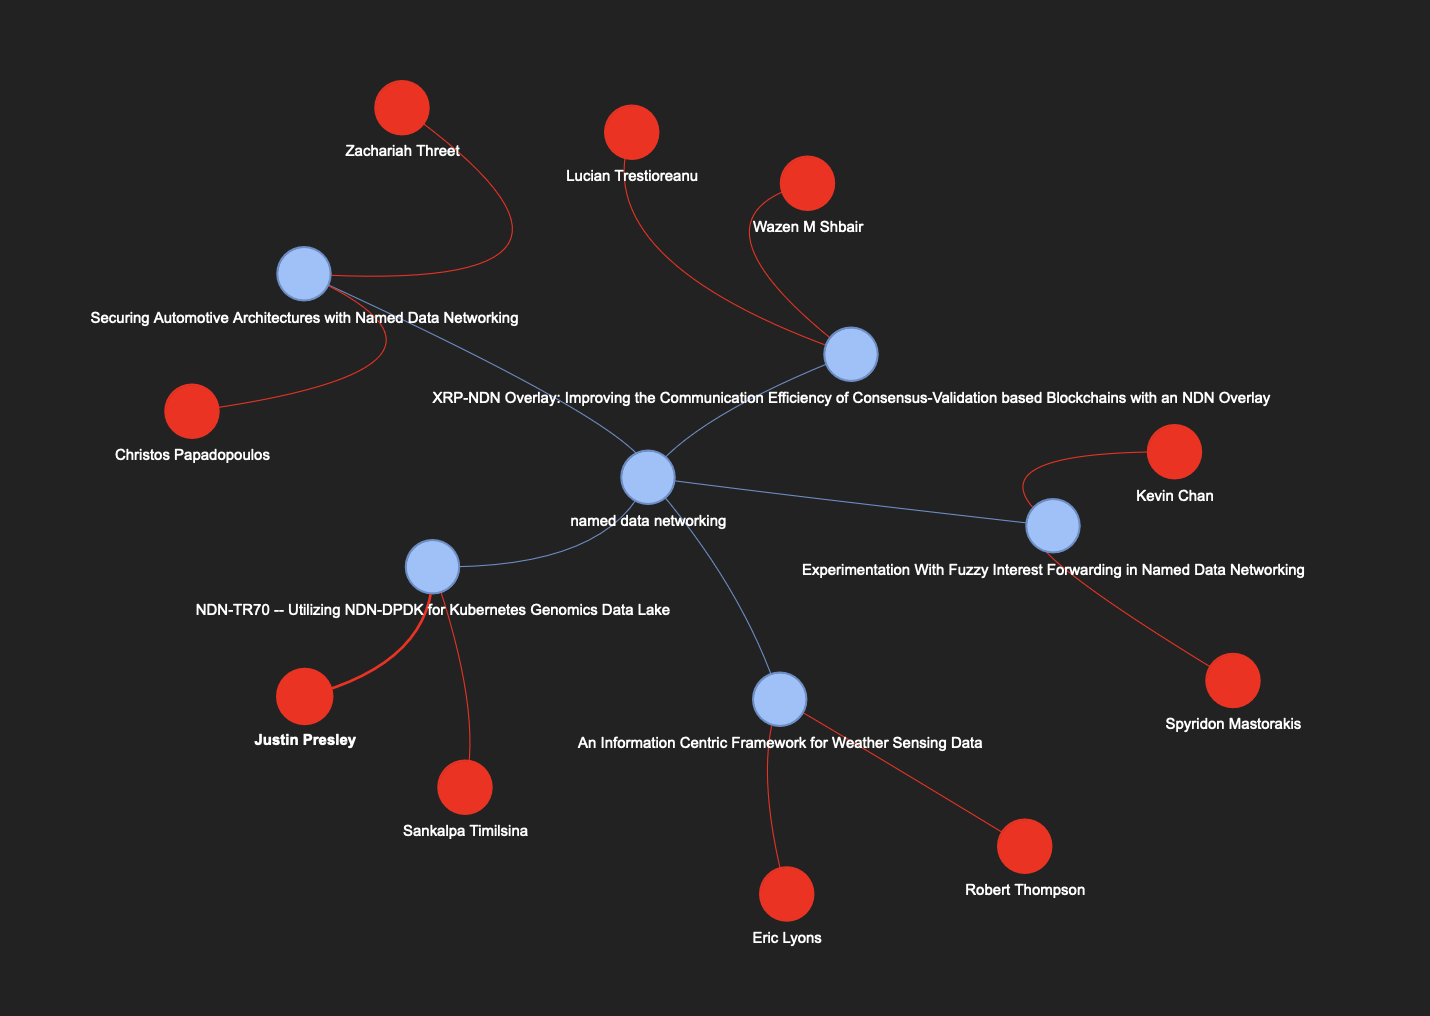 Zachariah Threet
Lucian Trestioreanu
Wazen M Shbair
Securing Automotive Architectures with Named Data Networking
XRP-NDN Overlay: Improving the Communication Efficiency of Consensus-Validation based Blockchains with an NDN Overlay
Christos Papadopoulos
Kevin Chan
named data networking
Experimentation With Fuzzy Interest Forwarding in Named Data Networking
NDN-TR70 -- Utilizing NDN-DPDK for Kubernetes Genomics Data Lake
Spyridon Mastorakis
Justin Presley
An Information Centric Framework for Weather Sensing Data
Sankalpa Timilsina
Robert Thompson
Eric Lyons